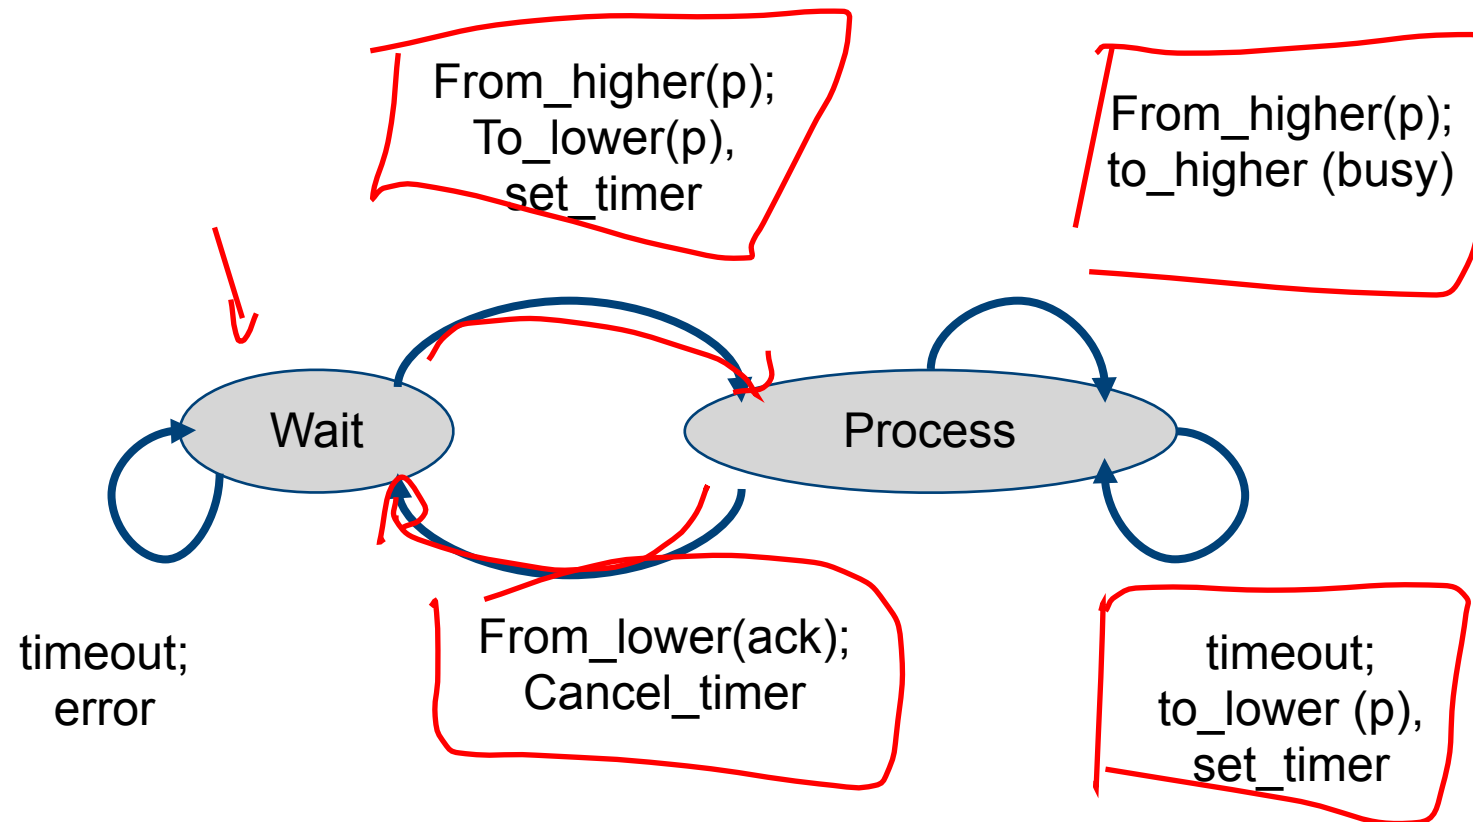 From_higher(p);
To_lower(p),
set_timer
From_higher(p);
to_higher (busy)
Wait
Process
timeout;
error
From_lower(ack);
Cancel_timer
timeout;
to_lower (p),
set_timer